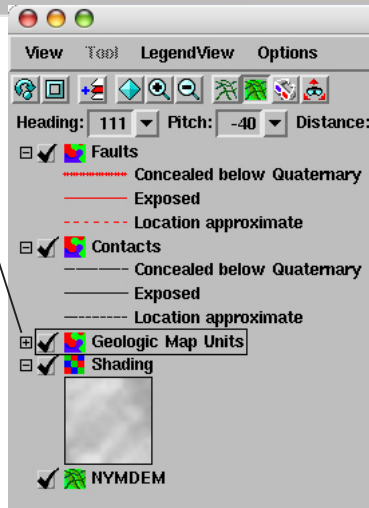 View Tool LegendView Options
Heading: 111 Pitch: -40 Distance:
Faults
Concealed below Quaternary
Exposed
Location approximate
Contacts
Concealed below Quaternary
Exposed
Location approximate
Geologic Map Units
Shading
NYMDEM